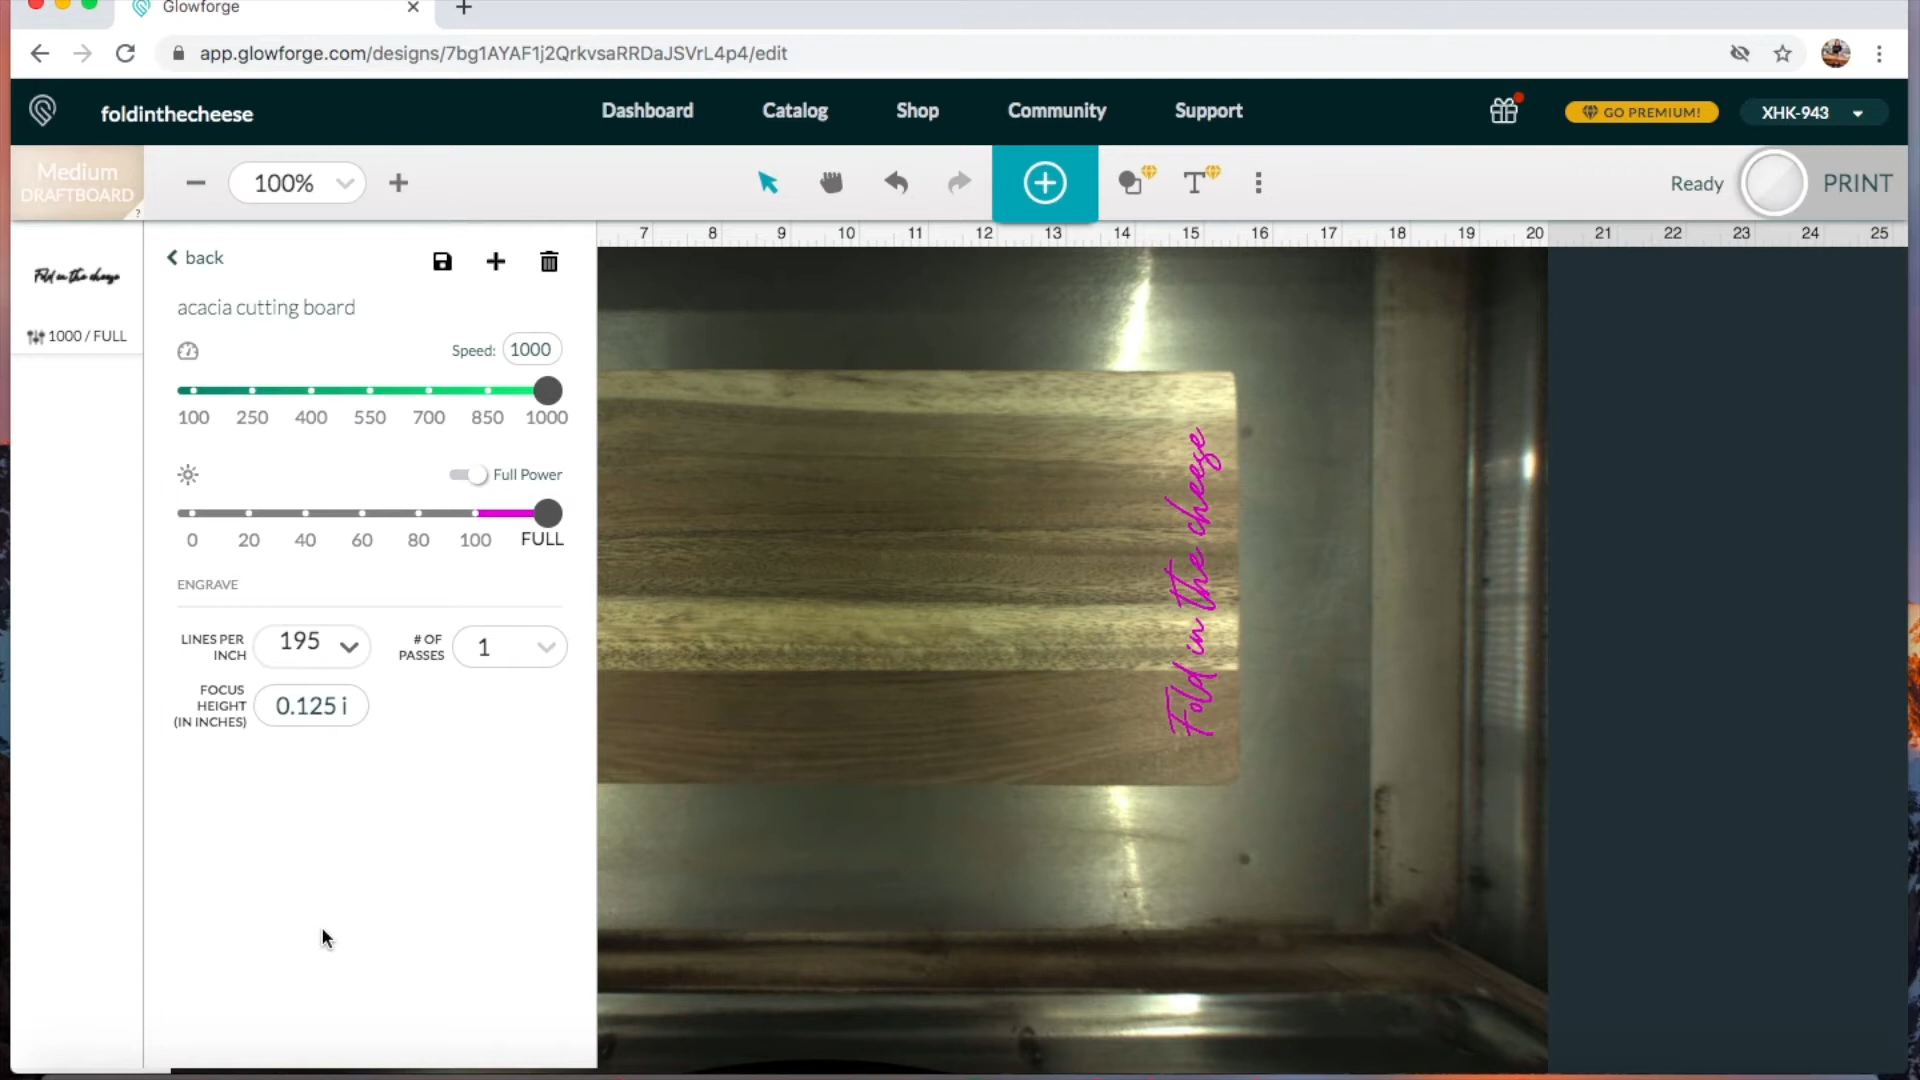 Glowforge
app.glowforge.com/designs/7bg1AYAF1j2QrkvsaRRDaJSVrL4p4/edit
foldinthecheese Dashboard Catalog Shop Community Support GO PREMIUM! XHK-943
Medium
DRAFTBOARD
?
100%
T
Ready PRINT
7 8 9 10 11 12 13 14 15 16 17 18 19 20 21 22 23 24 25
Fold in the cheese
1000 / FULL
back
acacia cutting board
Speed: 1000
100 250 400 550 700 850 1000
Full Power
0 20 40 60 80 100 FULL
ENGRAVE
LINES PER
INCH
195
# OF
PASSES
1
FOCUS
HEIGHT
(IN INCHES)
0.125 i
Fold in the cheese